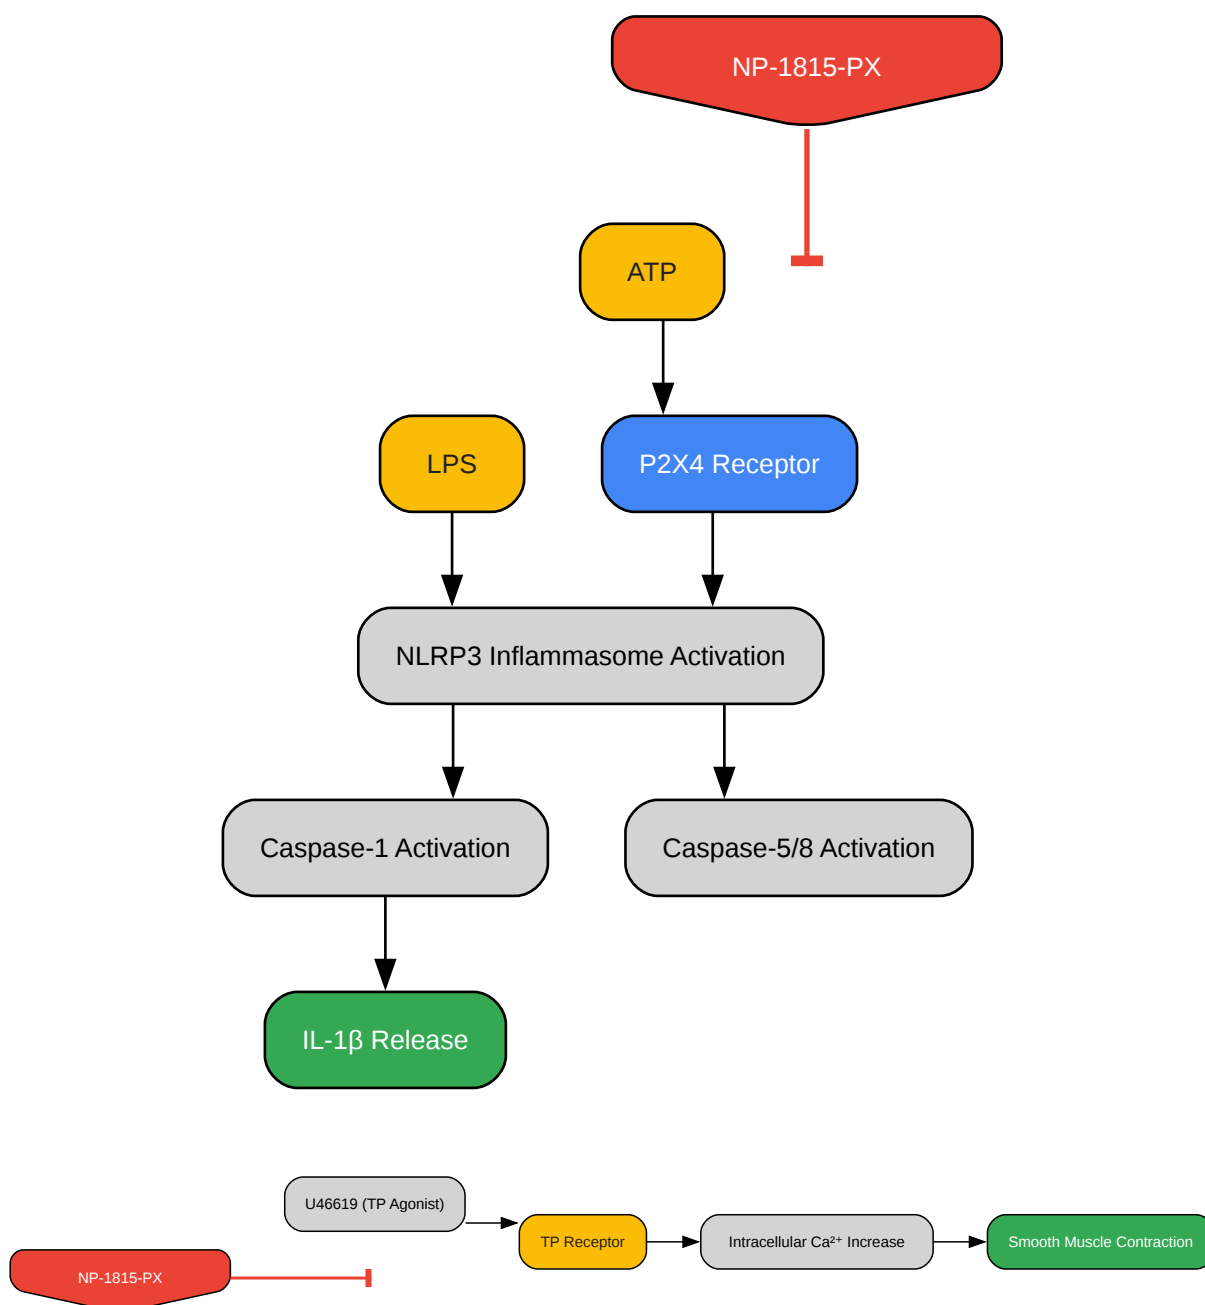 NP-1815-PX
ATP
LPS
P2X4 Receptor
NLRP3 Inflammasome Activation
Caspase-1 Activation
Caspase-5/8 Activation
IL-1β Release
U46619 (TP Agonist)
TP Receptor
Intracellular Ca²⁺ Increase
Smooth Muscle Contraction
NP-1815-PX